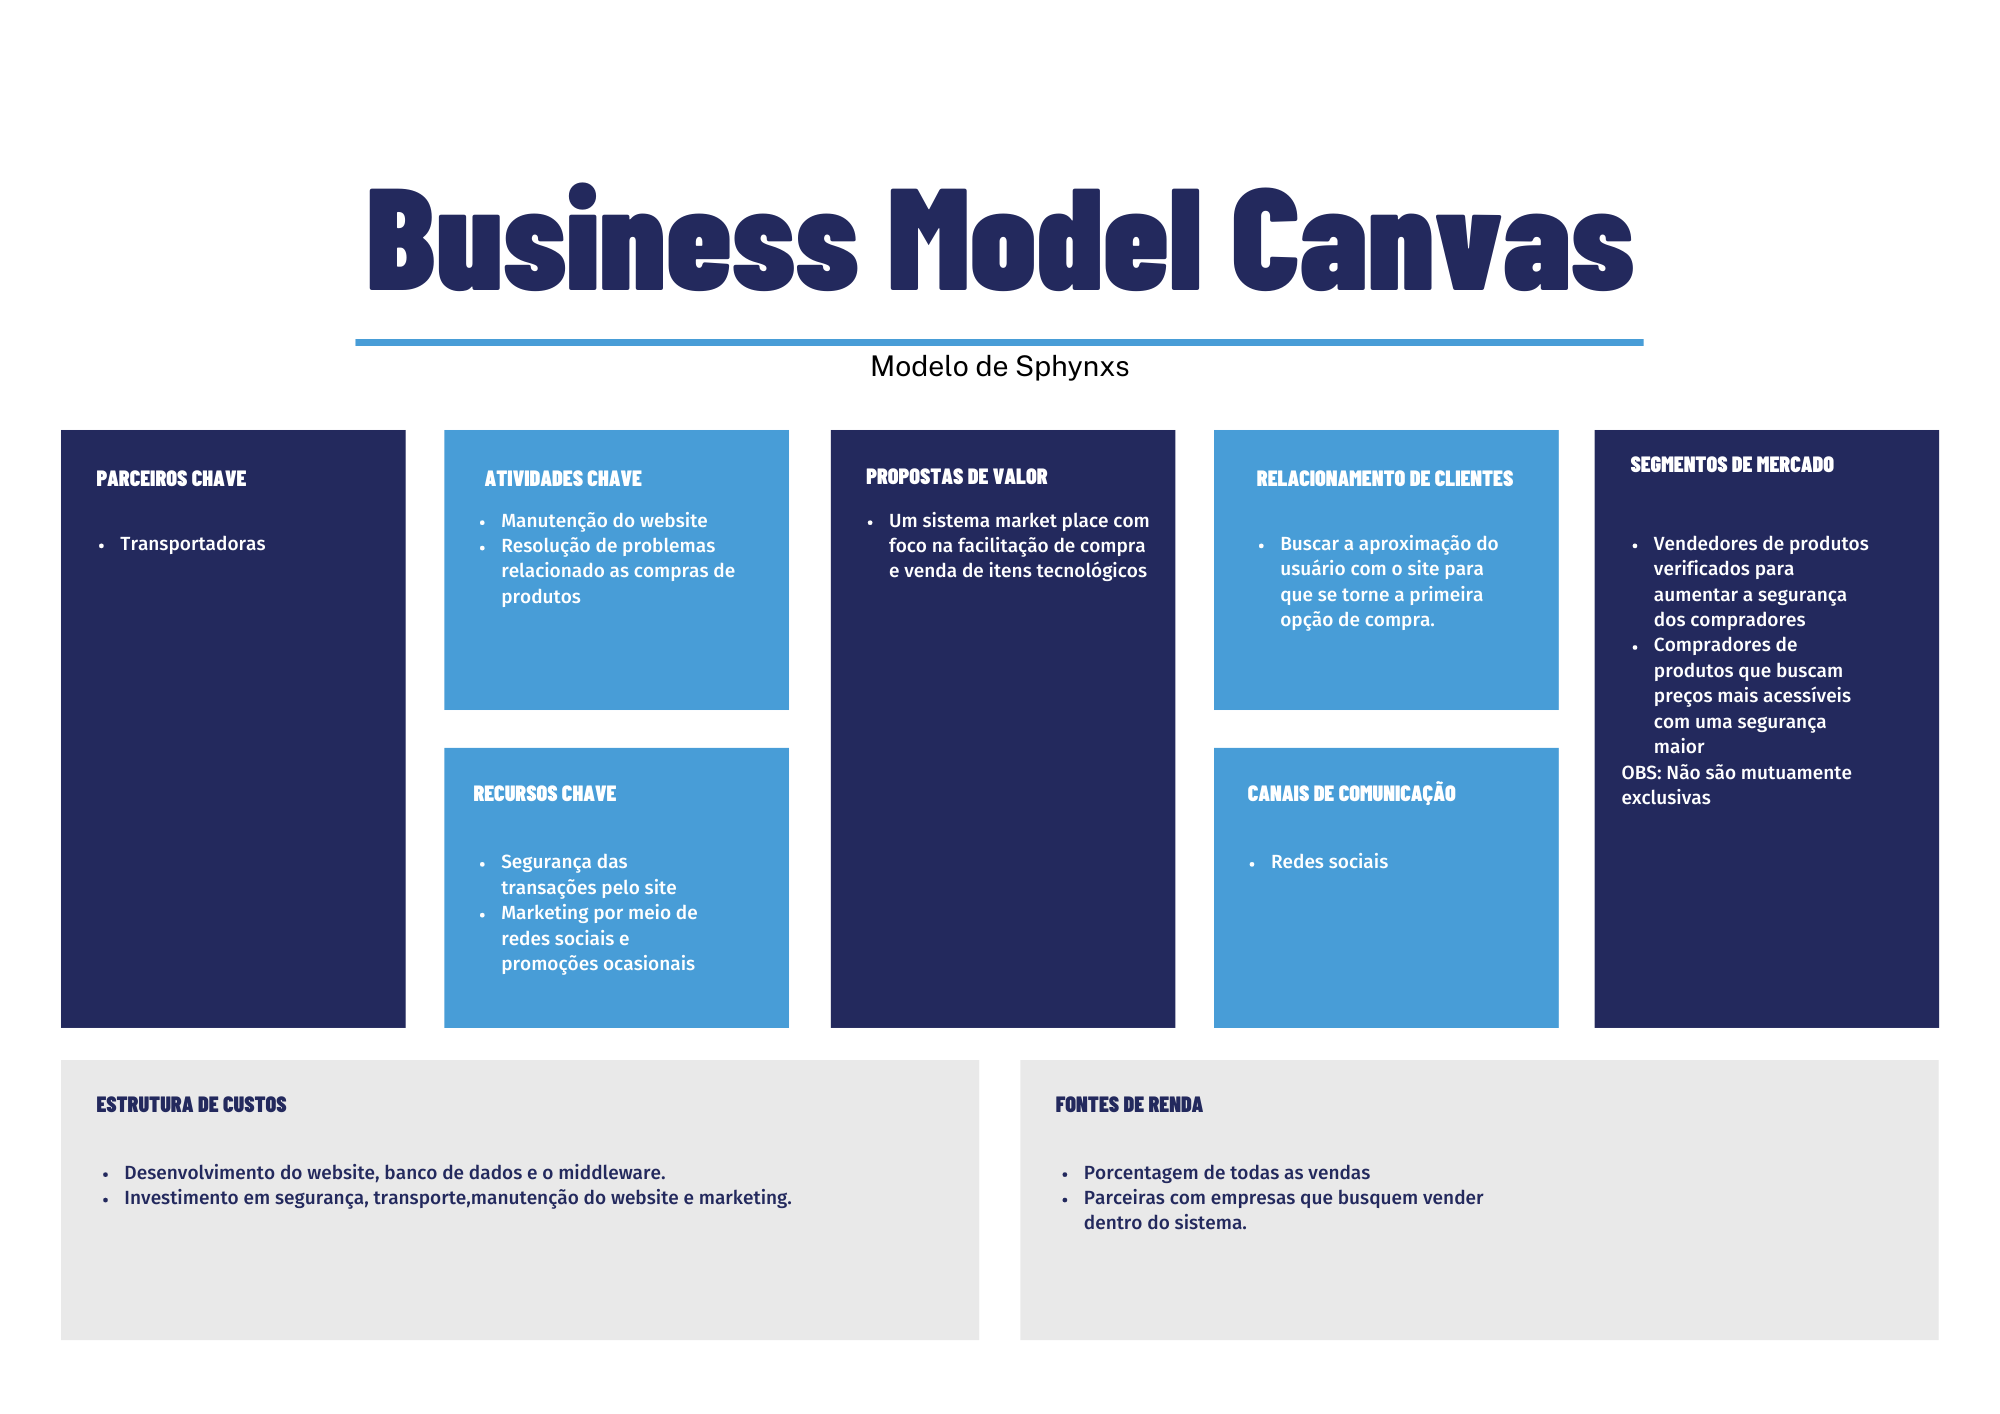 Business Model Canvas
Modelo de Sphynxs
PARCEIROS CHAVE
• Transportadoras
ATIVIDADES CHAVE
• Manutenção do website
• Resolução de problemas
relacionado as compras de
produtos
RECURSOS CHAVE
• Segurança das
transações pelo site
• Marketing por meio de
redes sociais e
promoções ocasionais
PROPOSTAS DE VALOR
• Um sistema market place com
foco na facilitação de compra
e venda de itens tecnológicos
RELACIONAMENTO DE CLIENTES
• Buscar a aproximação do
usuário com o site para
que se torne a primeira
opção de compra.
CANAIS DE COMUNICAÇÃO
• Redes sociais
SEGMENTOS DE MERCADO
• Vendedores de produtos
verificados para
aumentar a segurança
dos compradores
• Compradores de
produtos que buscam
preços mais acessíveis
com uma segurança
maior
OBS: Não são mutuamente
exclusivas
ESTRUTURA DE CUSTOS
• Desenvolvimento do website, banco de dados e o middleware.
• Investimento em segurança, transporte,manutenção do website e marketing.
FONTES DE RENDA
• Porcentagem de todas as vendas
• Parceiras com empresas que busquem vender
dentro do sistema.